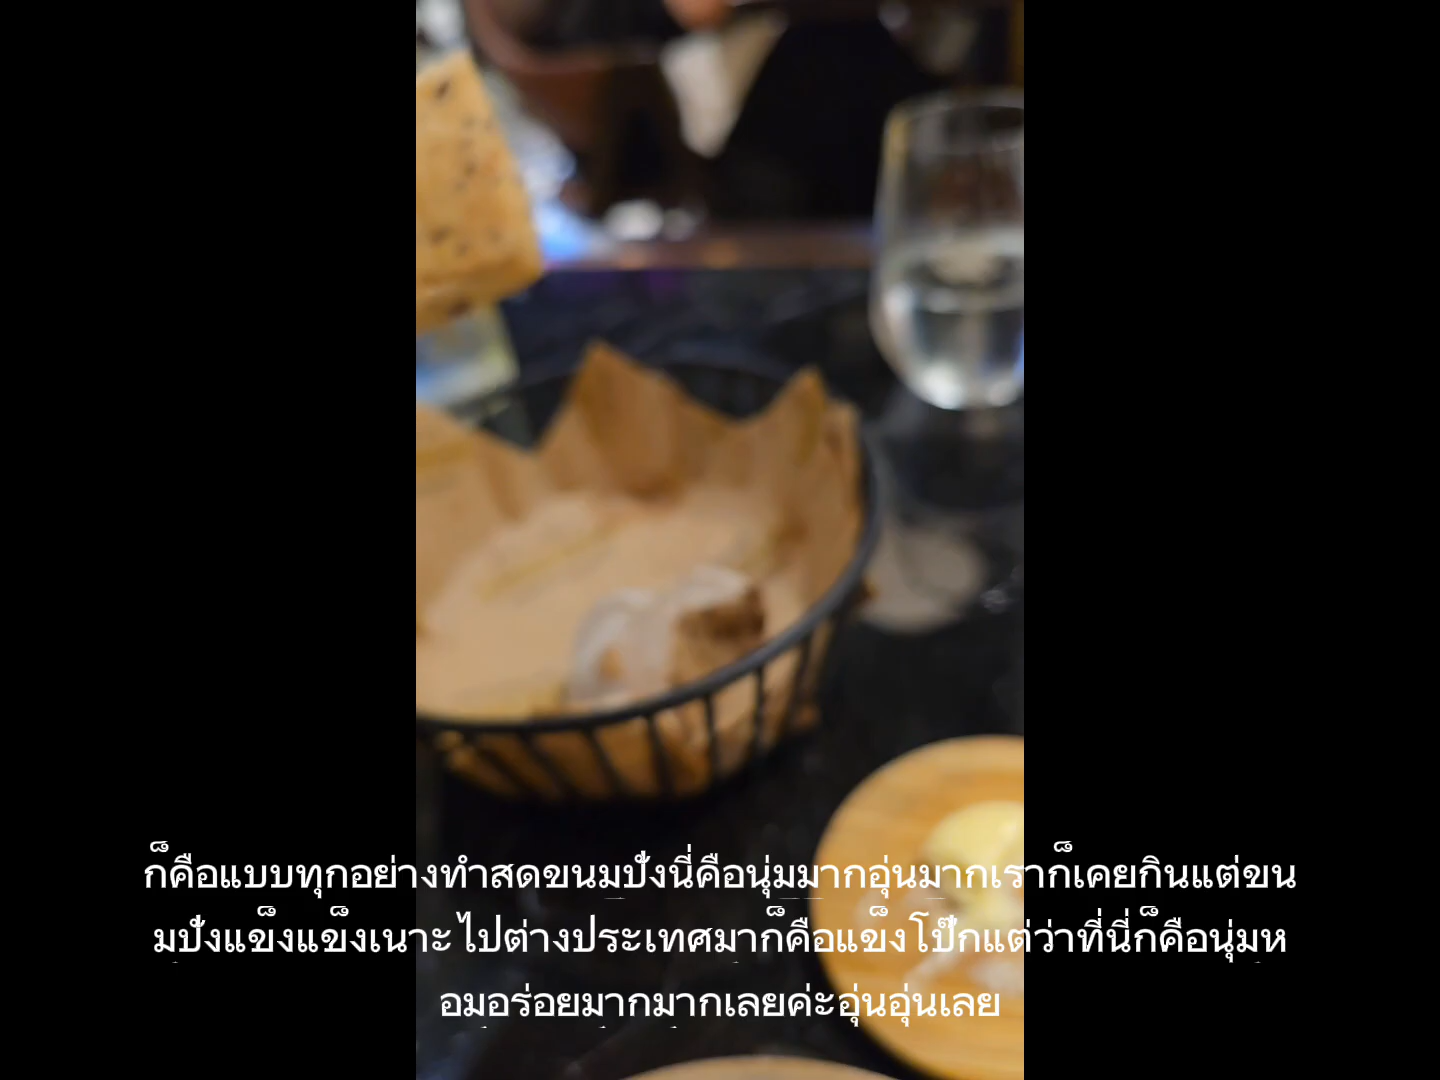 ก็คือแบบทุกอย่างทำสดขนมปังนี่คือนุ่มมากอุ่นมากเราก็เคยกินแต่ขน
มปังแข็งแข็งเนาะ ไปต่างประเทศมาก็คือแข็งโป๊กแต่ว่าที่นี่ก็คือนุ่มห
อมอร่อยมากมากเลยค่ะอุ่นอุ่นเลย